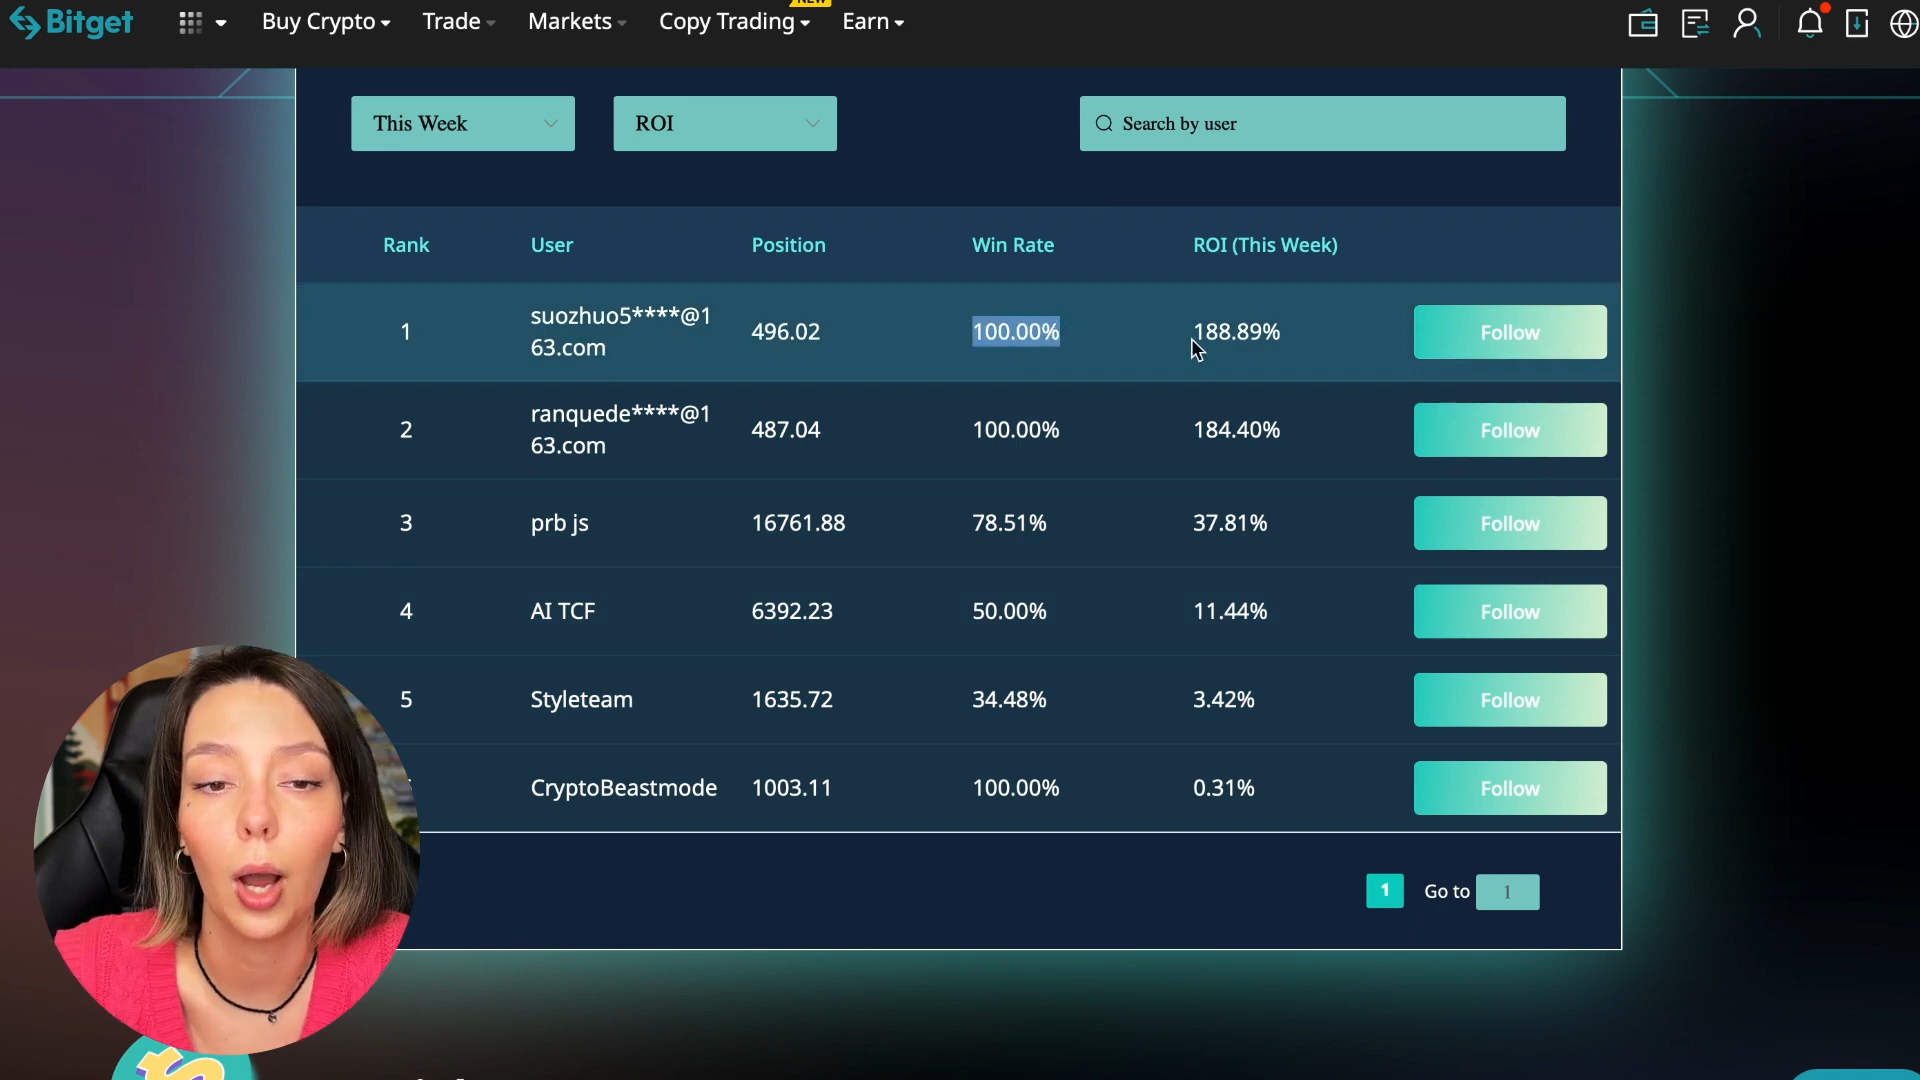 Bitget
Buy Crypto
Trade
Markets
Copy Trading
NEW
Earn
This Week
ROI
Search by user
Rank User Position Win Rate ROI (This Week)
1 suozhuo5****@1 496.02 100.00% 188.89% Follow
63.com
2 ranquede****@1 487.04 100.00% 184.40% Follow
63.com
3 prb js 16761.88 78.51% 37.81% Follow
4 AI TCF 6392.23 50.00% 11.44% Follow
5 Styleteam 1635.72 34.48% 3.42% Follow
CryptoBeastmode 1003.11 100.00% 0.31% Follow
1 Go to 1